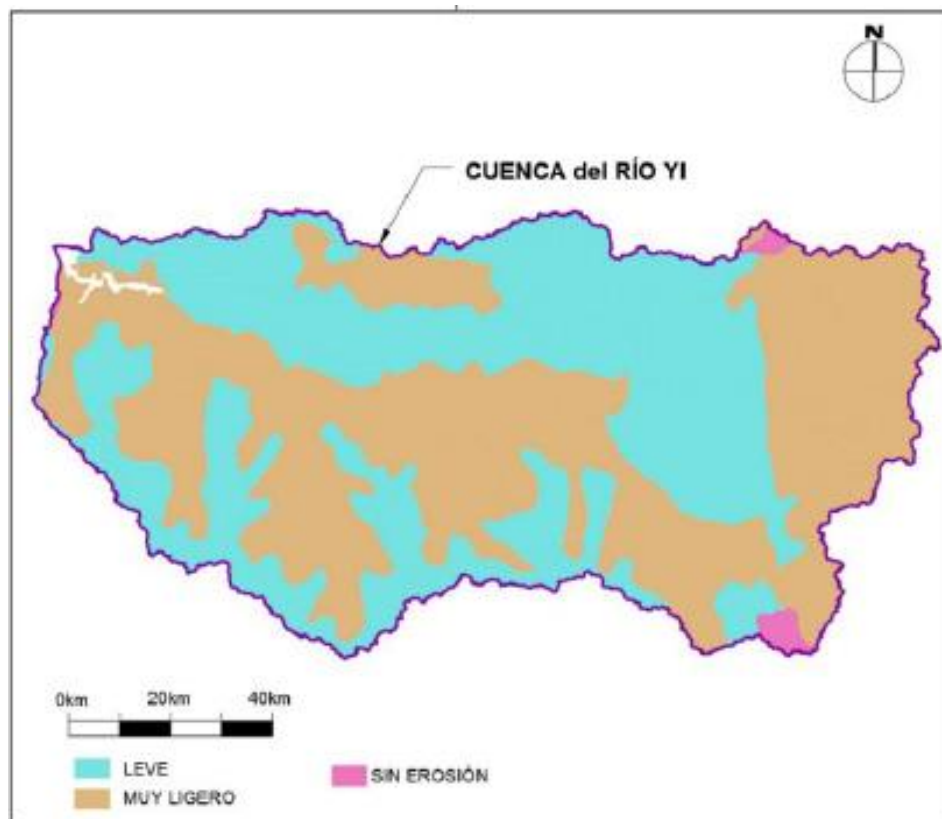 N
CUENCA del RÍO YI
0km 20km 40km
LEVE
MUY LIGERO
SIN EROSIÓN